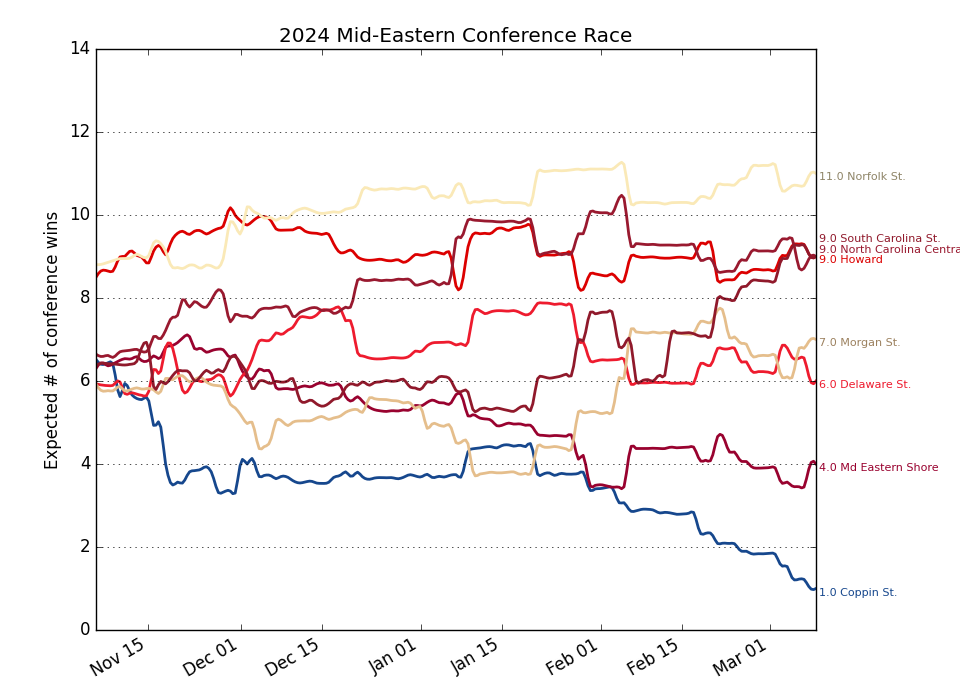 2024 Mid-Eastern Conference Race
Expected # of conference wins
14
12
10
8
6
4
2
0
Nov 15
Dec 01
Dec 15
Jan 01
Jan 15
Feb 01
Feb 15
Mar 01
11.0 Norfolk St.
9.0 South Carolina St.
9.0 North Carolina Centra
9.0 Howard
7.0 Morgan St.
6.0 Delaware St.
4.0 Md Eastern Shore
1.0 Coppin St.